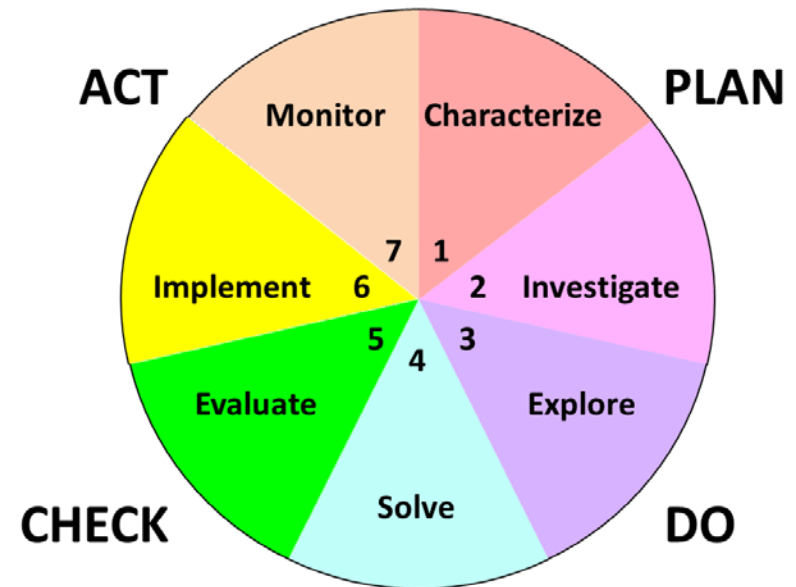 ACT
PLAN
Monitor
Characterize
7
1
Implement
6
2
Investigate
5
4
3
Evaluate
Explore
Solve
CHECK
DO